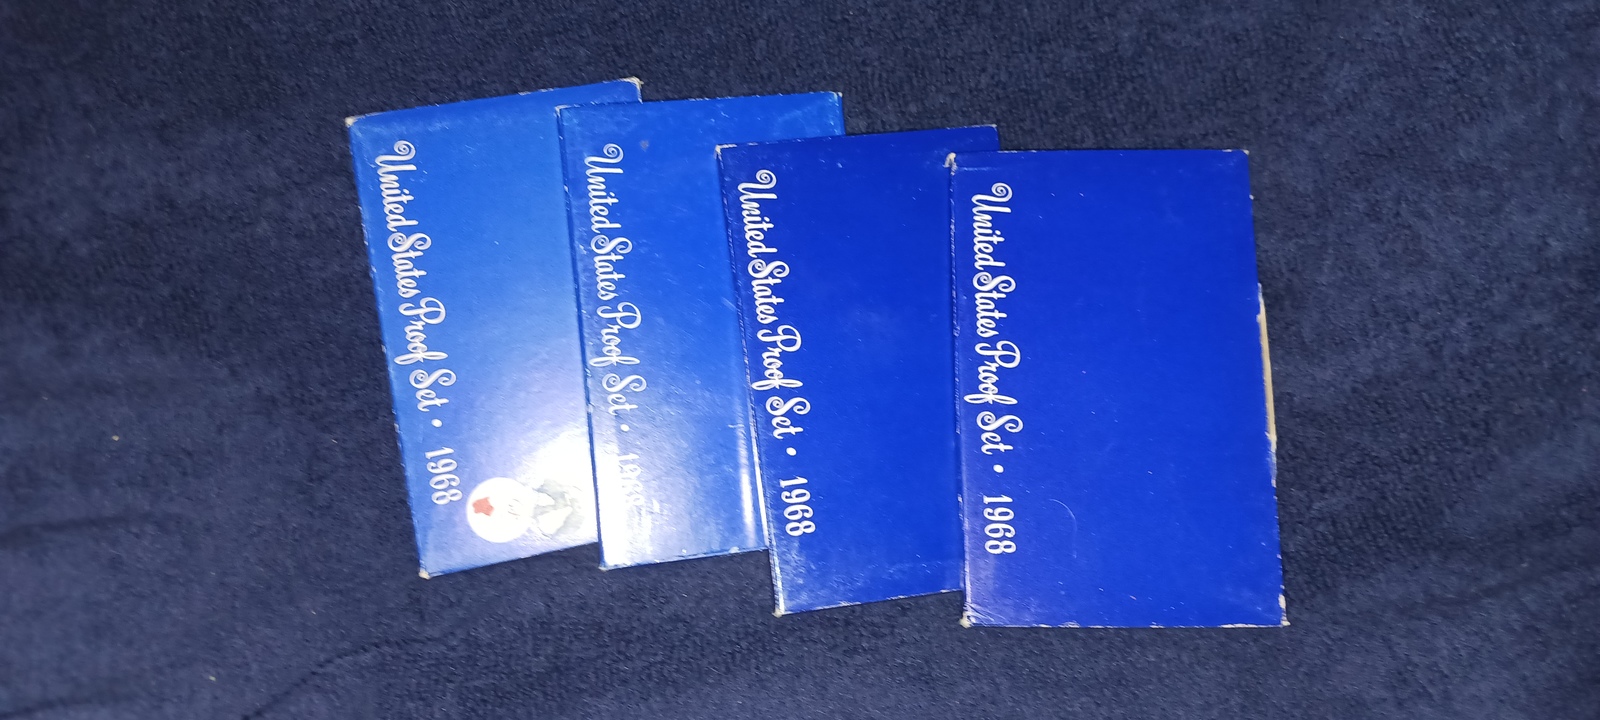 United States Proof Set • 1968
United States Proof Set • 1968
United States Proof Set • 1968
United States Proof Set • 1968